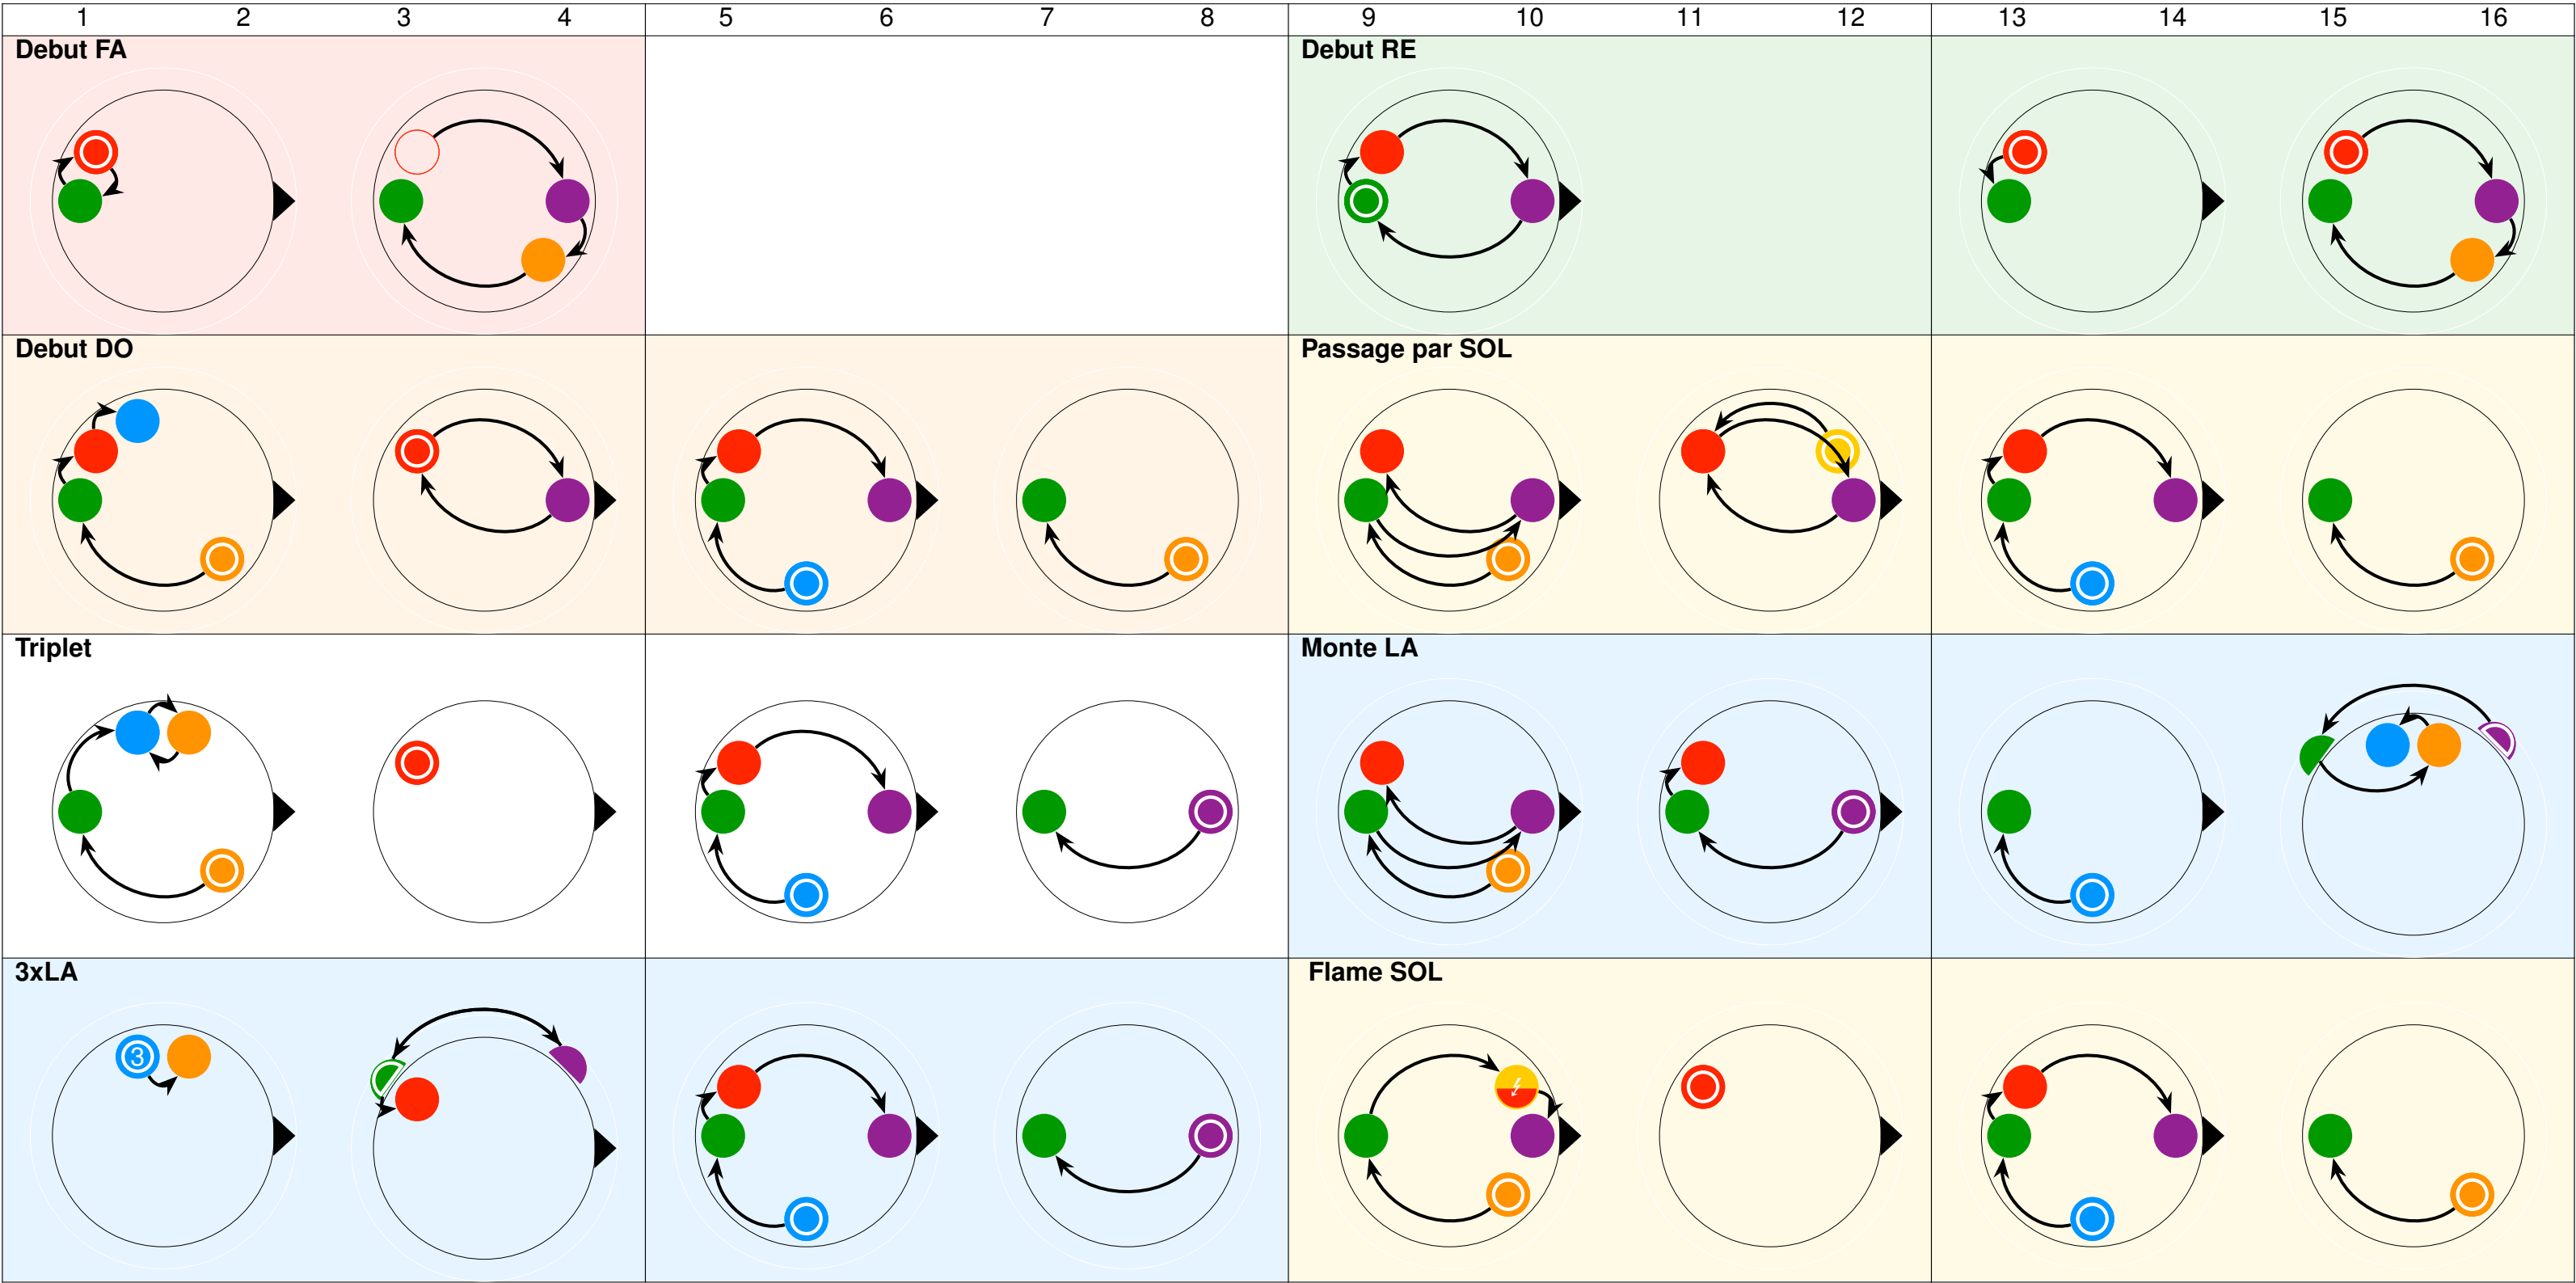 1 2 3 4 5 6 7 8 9 10 11 12 13 14 15 16
Debut FA
Debut RE
Debut DO
Passage par SOL
Triplet
Monte LA
3xLA
Flame SOL
3